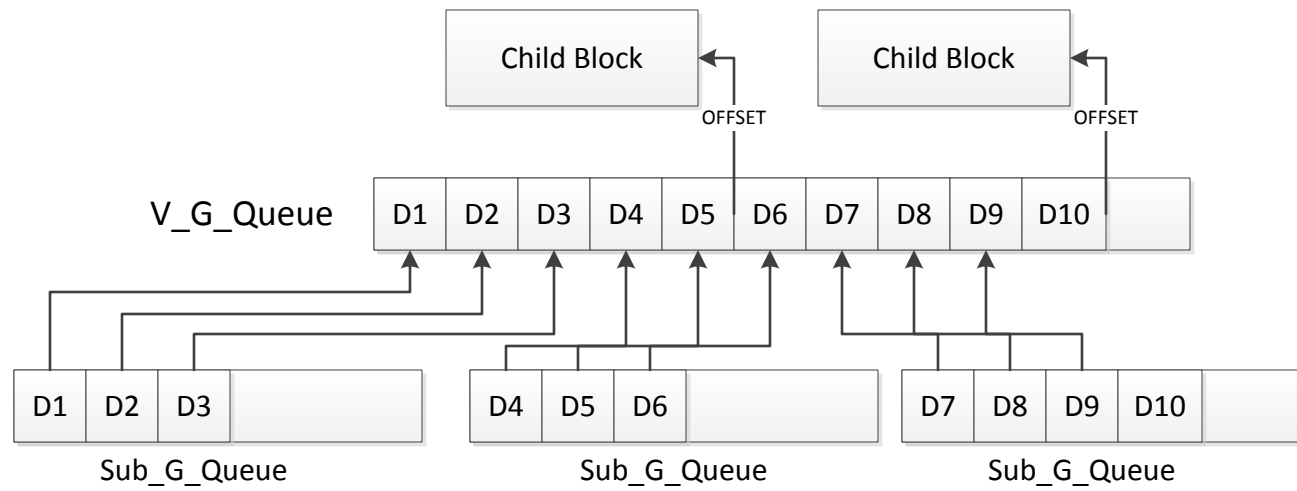 Child Block Child Block
OFFSET OFFSET
V_G_Queue D1 D2 D3 D4 D5 D6 D7 D8 D9 D10
D1 D2 D3 D4 D5 D6 D7 D8 D9 D10
Sub_G_Queue Sub_G_Queue Sub_G_Queue